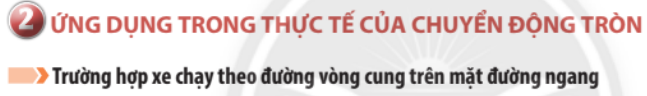 2 ỨNG DỤNG TRONG THỰC TẾ CỦA CHUYỂN ĐỘNG TRÒN
Trường hợp xe chạy theo đường vòng cung trên mặt đường ngang